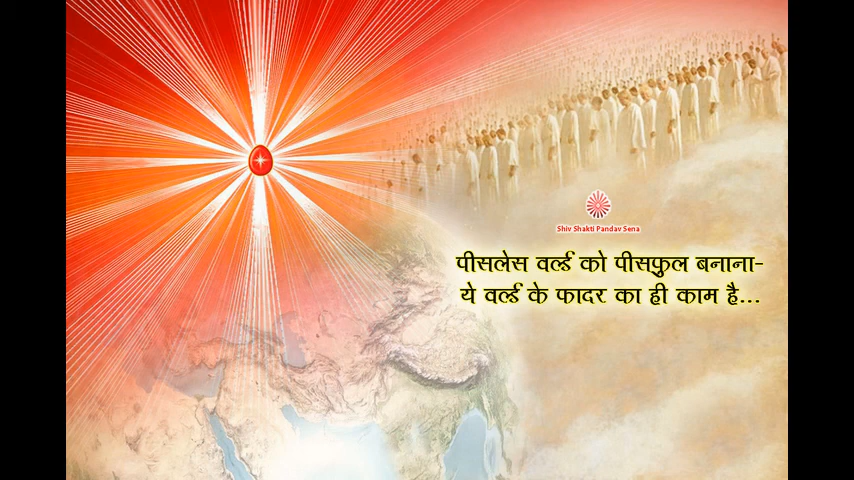 Shiv Shakti Pandav Sena
पीसलेस वर्ल्ड को पीसफुल बनाना-
ये वर्ल्ड के फादर का ही काम है...